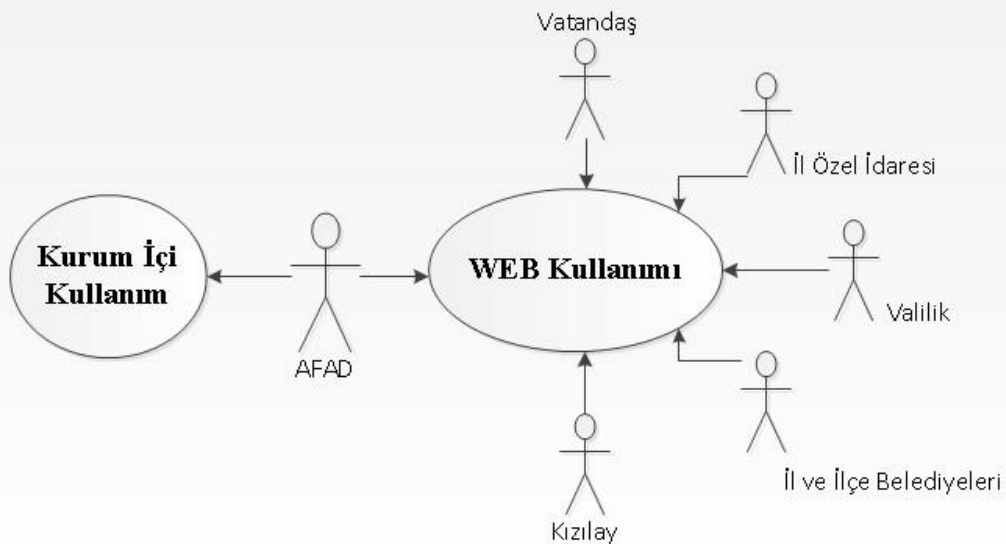 Vatandaş
İl Özel İdaresi
Kurum İçi
Kullanım
WEB Kullanımı
Valilik
AFAD
İl ve İlçe Belediyeleri
Kızılay